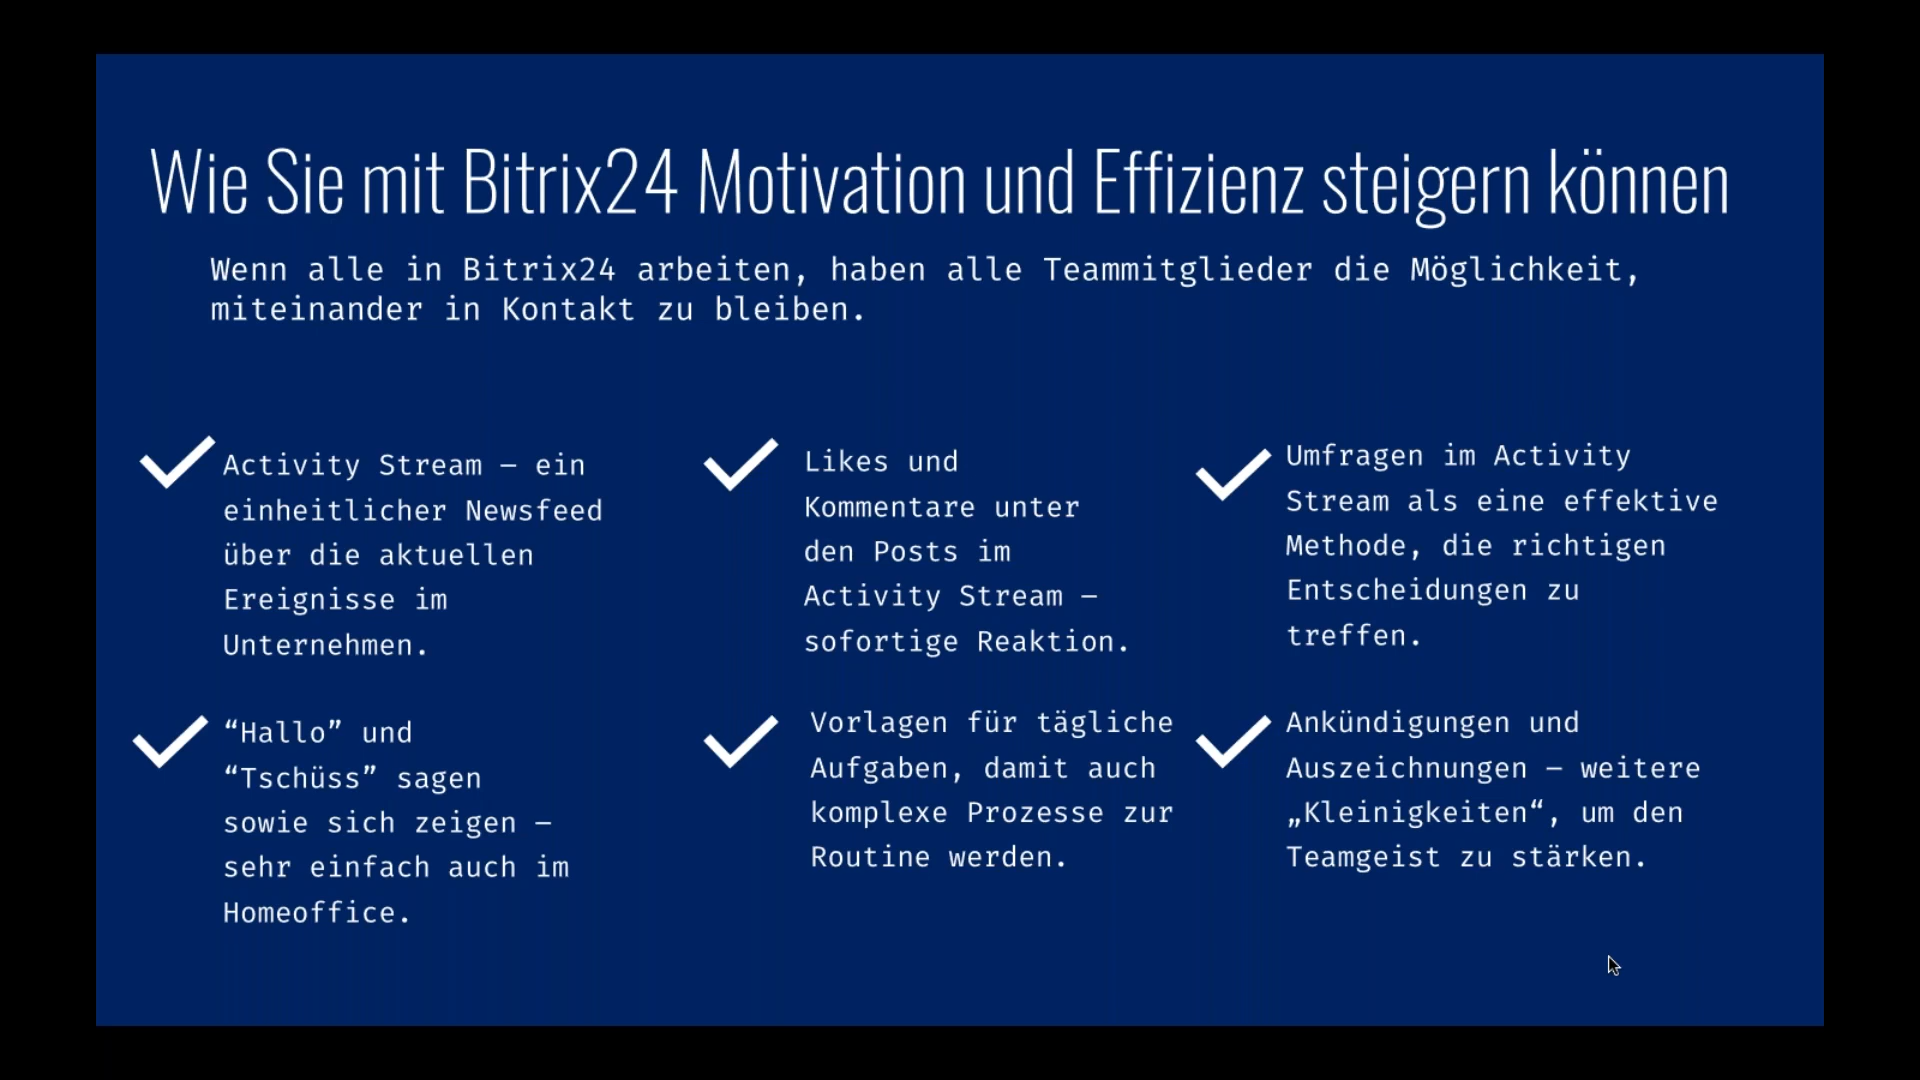 Wie Sie mit Bitrix24 Motivation und Effizienz steigern können
Wenn alle in Bitrix24 arbeiten, haben alle Teammitglieder die Möglichkeit,
miteinander in Kontakt zu bleiben.
Activity Stream – ein
einheitlicher Newsfeed
über die aktuellen
Ereignisse im
Unternehmen.
Likes und
Kommentare unter
den Posts im
Activity Stream –
sofortige Reaktion.
Umfragen im Activity
Stream als eine effektive
Methode, die richtigen
Entscheidungen zu
treffen.
“Hallo” und
“Tschüss” sagen
sowie sich zeigen –
sehr einfach auch im
Homeoffice.
Vorlagen für tägliche
Aufgaben, damit auch
komplexe Prozesse zur
Routine werden.
Ankündigungen und
Auszeichnungen – weitere
„Kleinigkeiten“, um den
Teamgeist zu stärken.